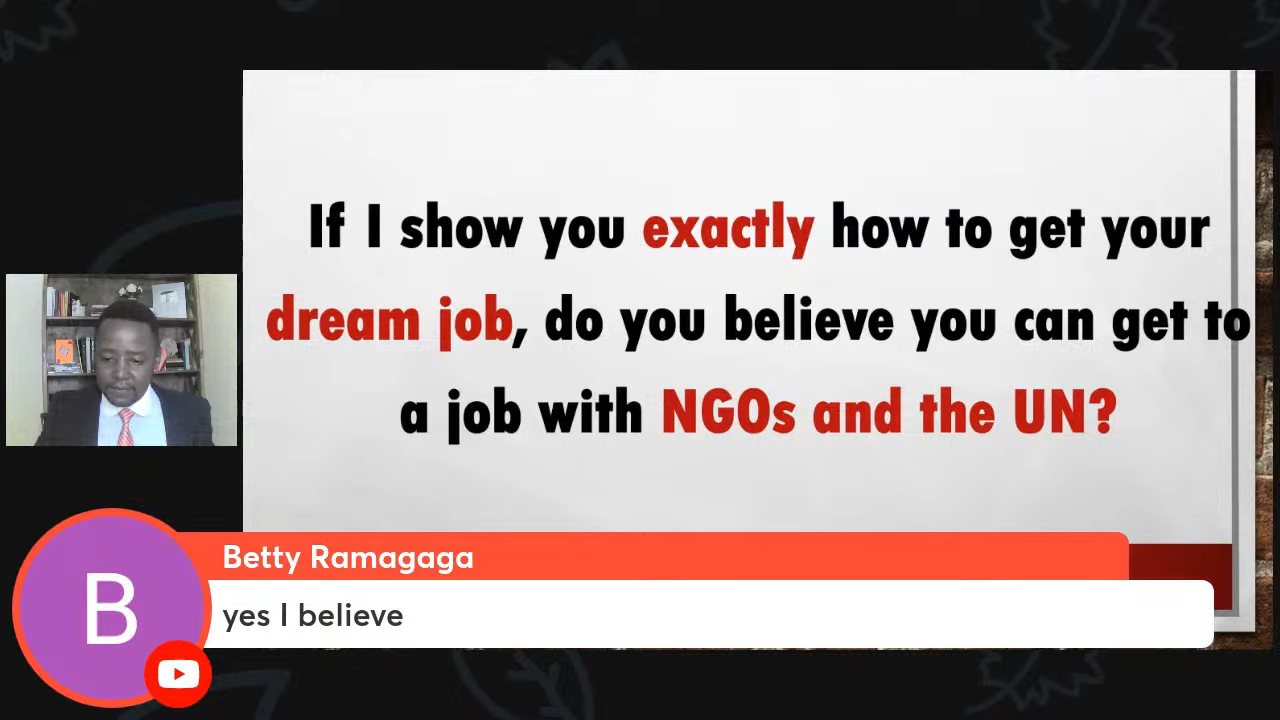 If I show you exactly how to get your
dream job, do you believe you can get to
a job with NGOs and the UN?
Betty Ramagaga
B
yes I believe